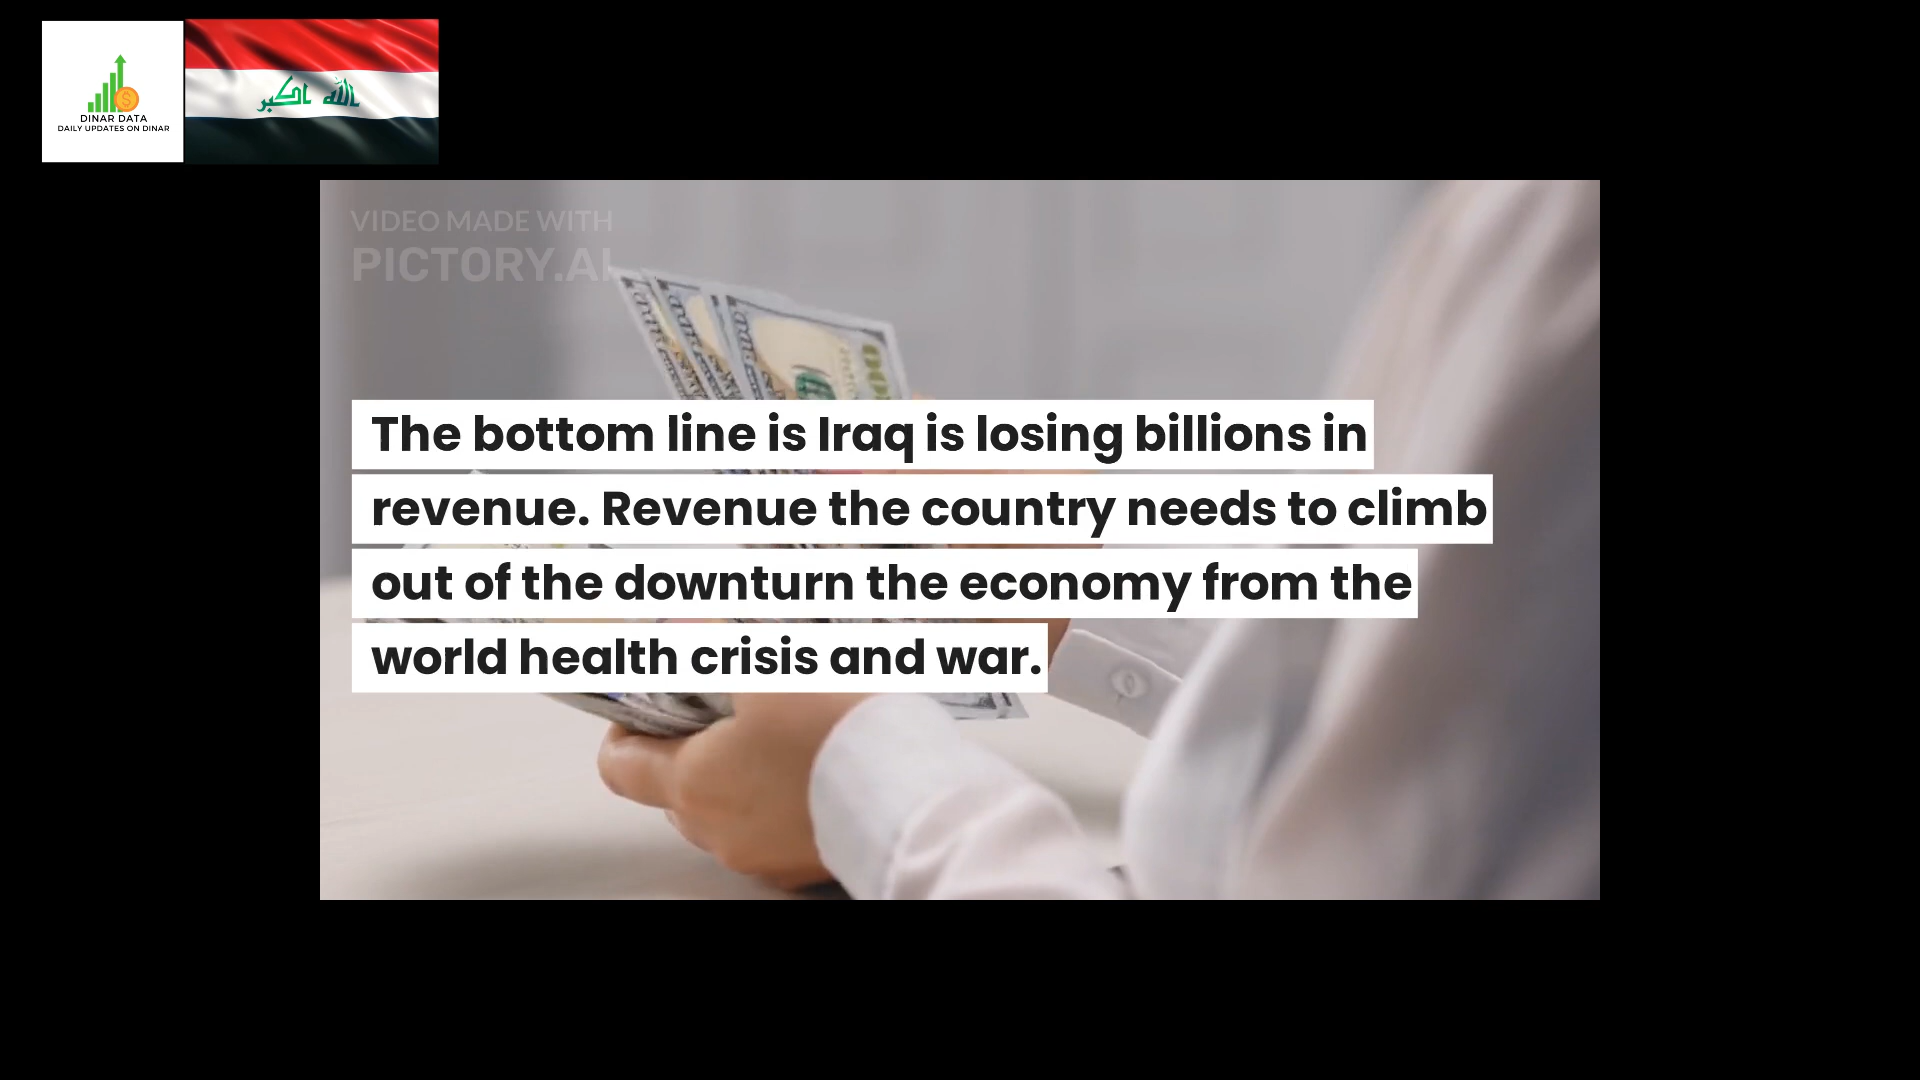 DINAR DATA
DAILY UPDATES ON DINAR
الله اكبر
VIDEO MADE WITH
PICTORY.AI
The bottom line is Iraq is losing billions in
revenue. Revenue the country needs to climb
out of the downturn the economy from the
world health crisis and war.